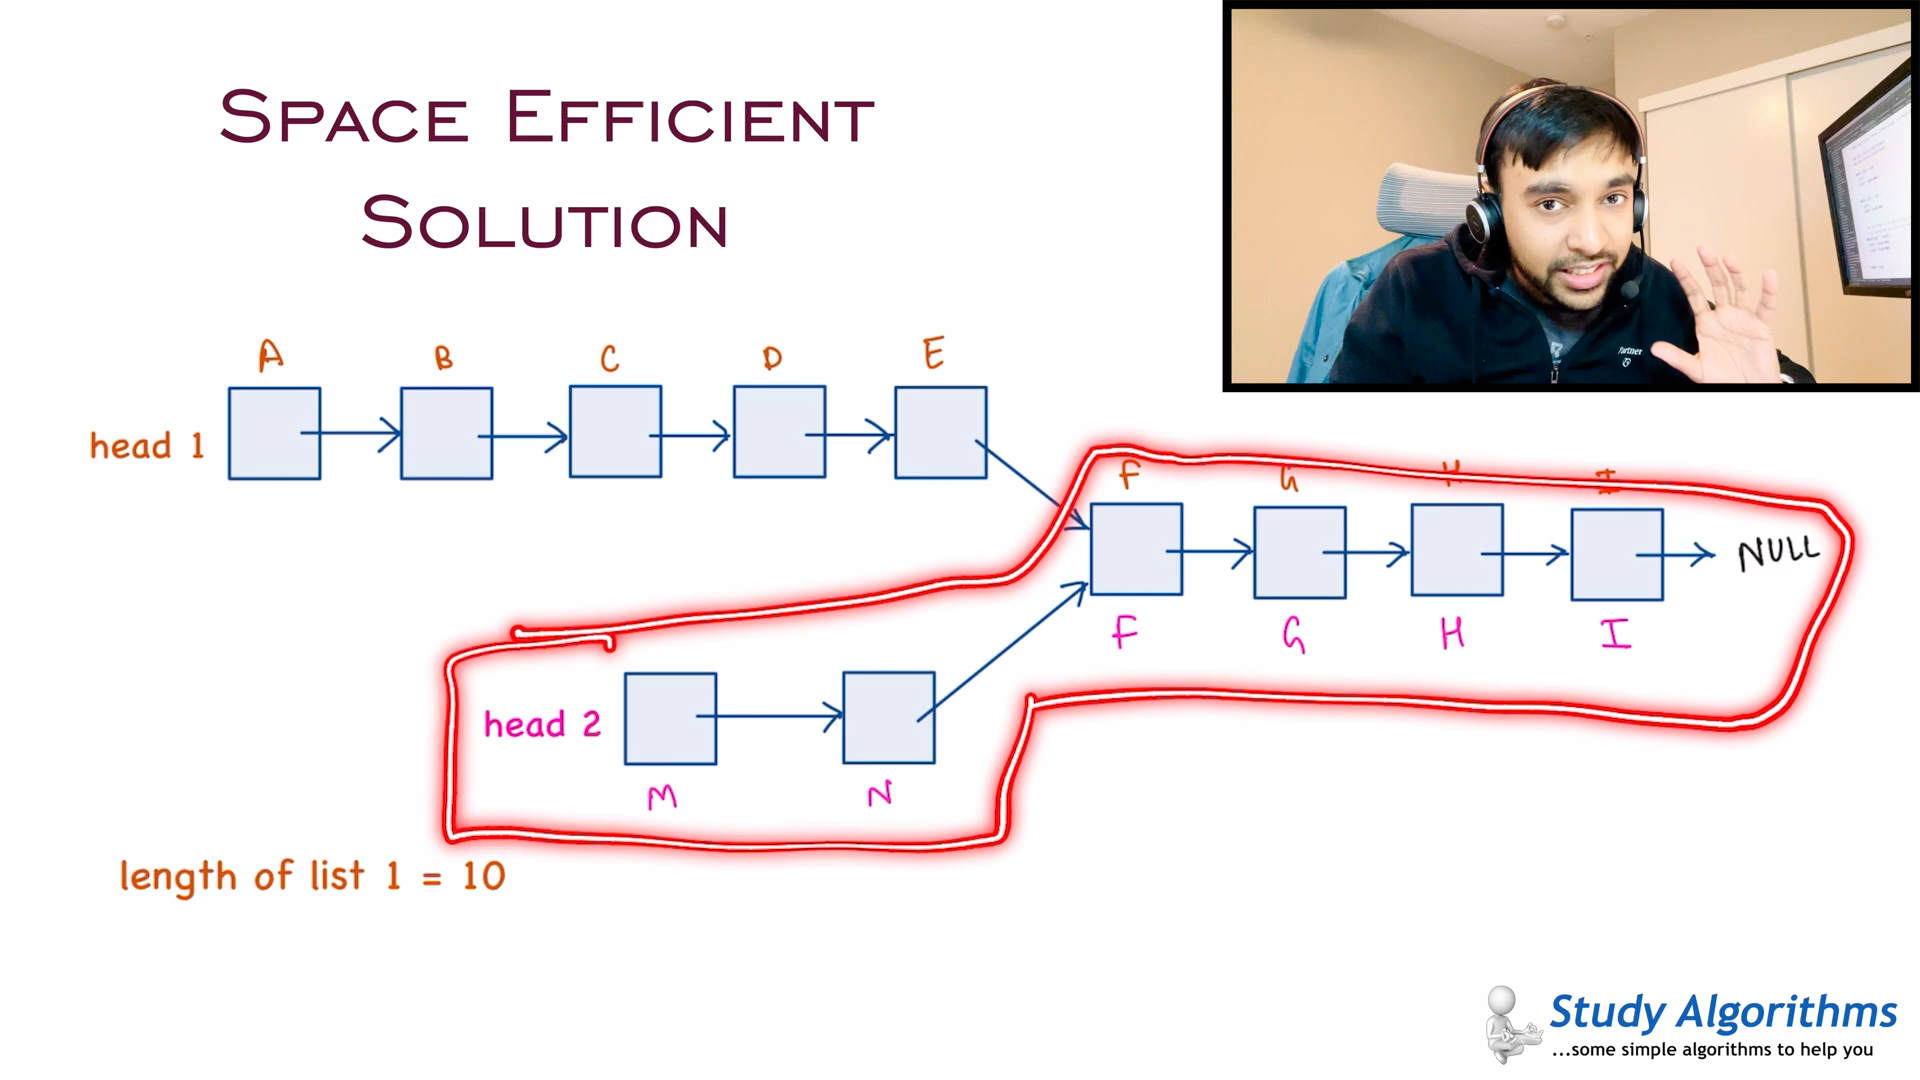 SPACE EFFICIENT
SOLUTION
A B C D E
head 1
F G H I
NULL
F G H I
head 2
M N
length of list 1 = 10
Study Algorithms
...some simple algorithms to help you
Partner